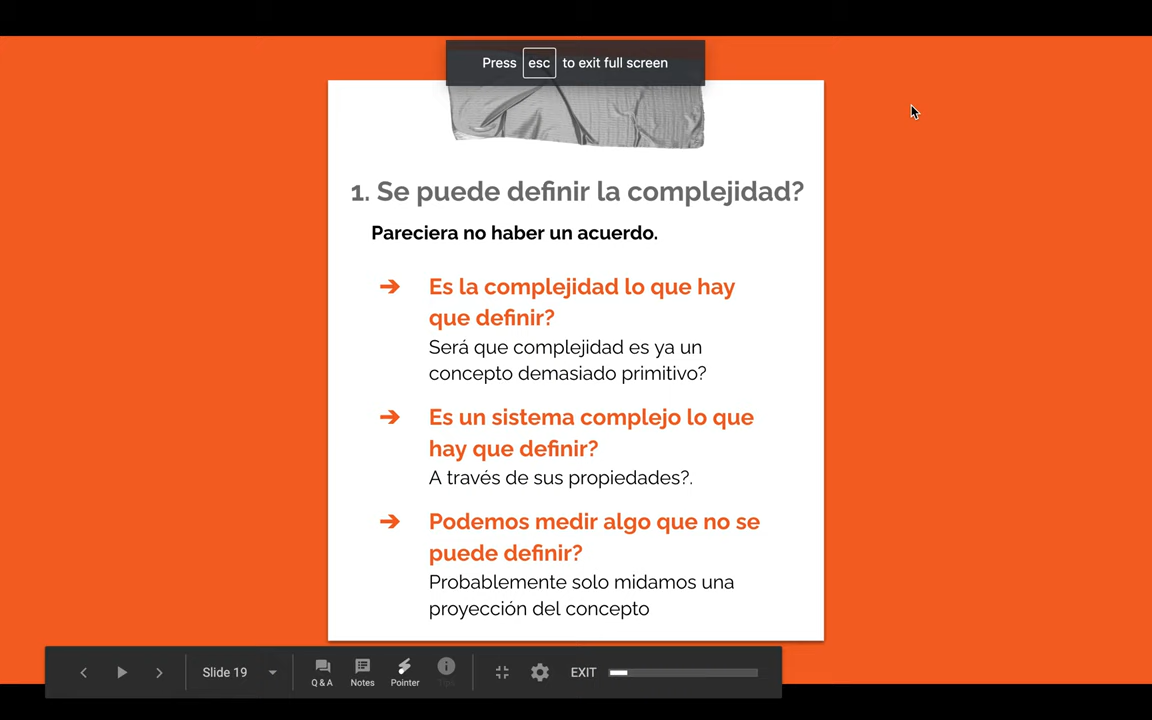 Press esc to exit full screen
1. Se puede definir la complejidad?
Pareciera no haber un acuerdo.
➔ Es la complejidad lo que hay
que definir?
Será que complejidad es ya un
concepto demasiado primitivo?
➔ Es un sistema complejo lo que
hay que definir?
A través de sus propiedades?.
➔ Podemos medir algo que no se
puede definir?
Probablemente solo midamos una
proyección del concepto
Slide 19
Q & A
Notes
Pointer
EXIT